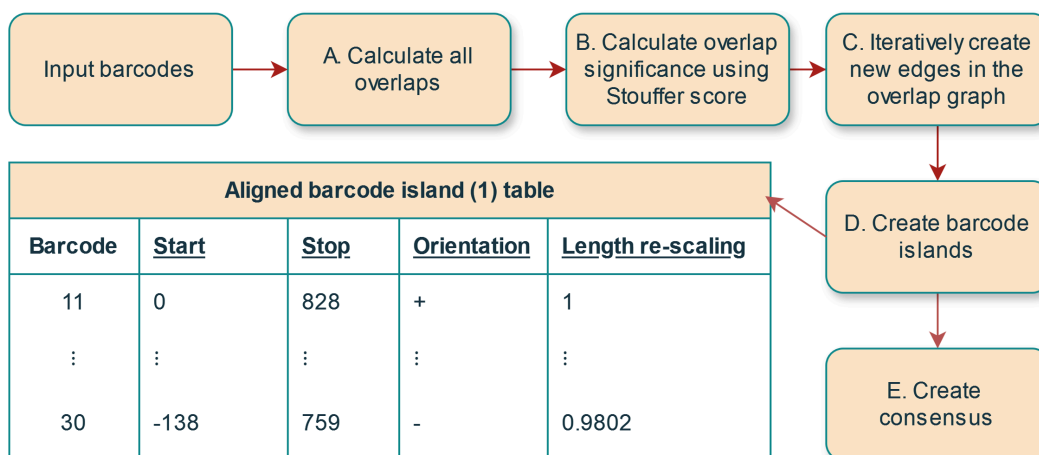 Input barcodes
A. Calculate all
overlaps
B. Calculate overlap
significance using
Stouffer score
C. Iteratively create
new edges in the
overlap graph
D. Create barcode
islands
E. Create
consensus
Aligned barcode island (1) table
Barcode Start Stop Orientation Length re-scaling
11 0 828 + 1
⋮ ⋮ ⋮ ⋮ ⋮
30 -138 759 - 0.9802